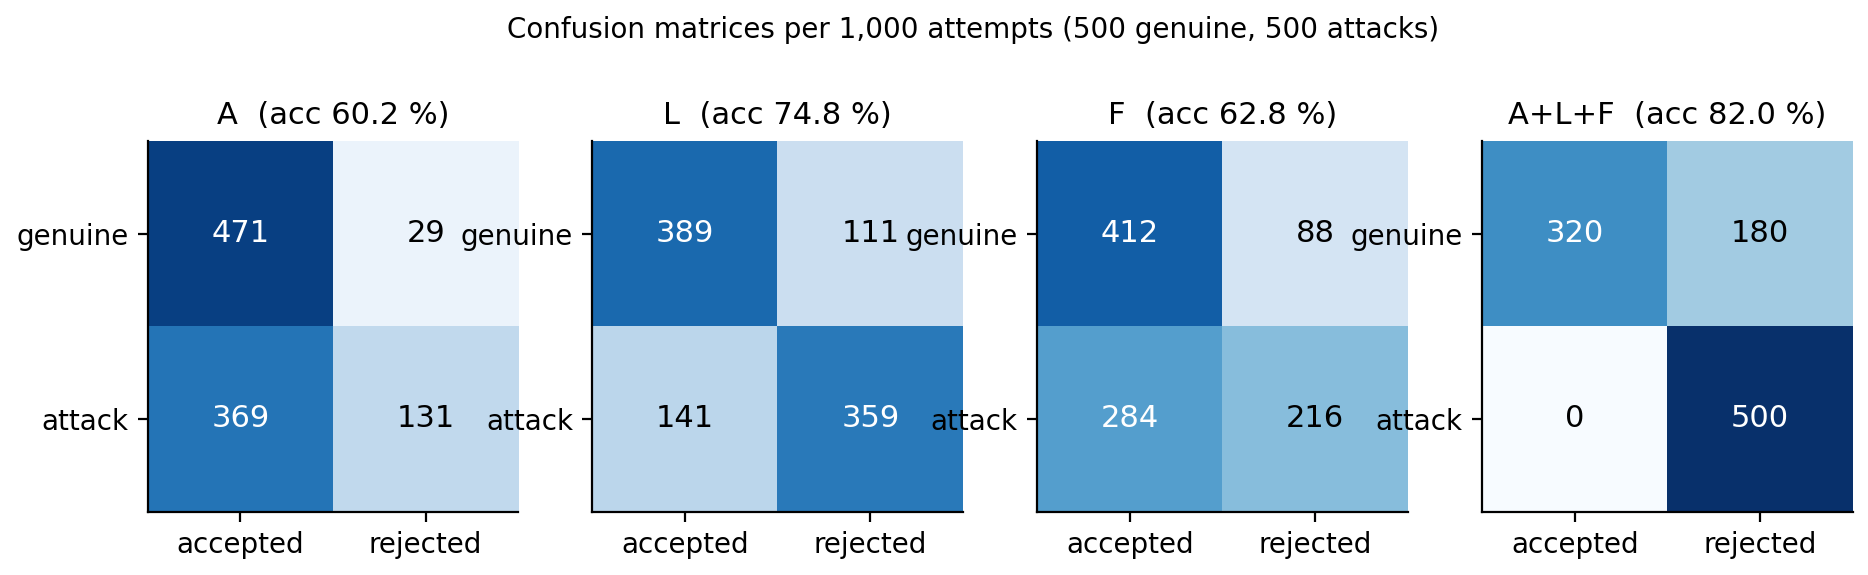 Confusion matrices per 1,000 attempts (500 genuine, 500 attacks)
A (acc 60.2 %) L (acc 74.8 %) F (acc 62.8 %) A+L+F (acc 82.0 %)
genuine 471 29 genuine 389 111 genuine 412 88 genuine 320 180
attack 369 131 attack 141 359 attack 284 216 attack 0 500
accepted rejected accepted rejected accepted rejected accepted rejected